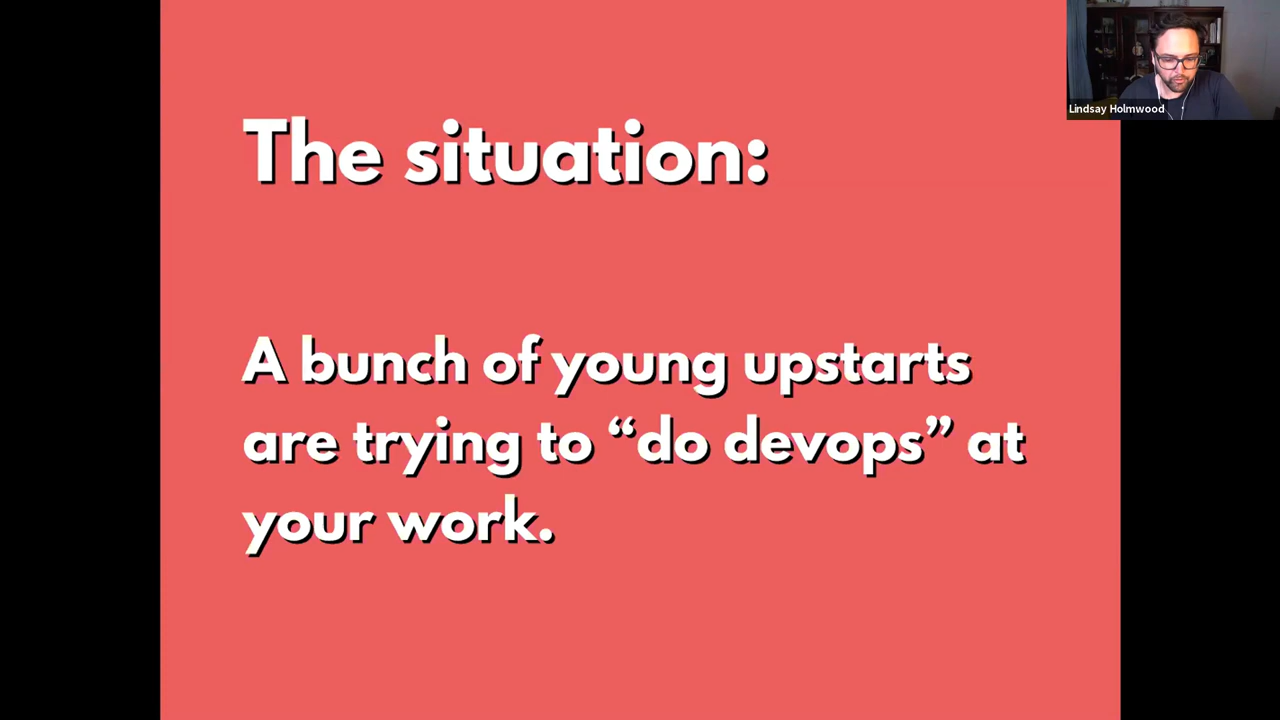 The situation:
A bunch of young upstarts
are trying to “do devops” at
your work.
Lindsay Holmwood